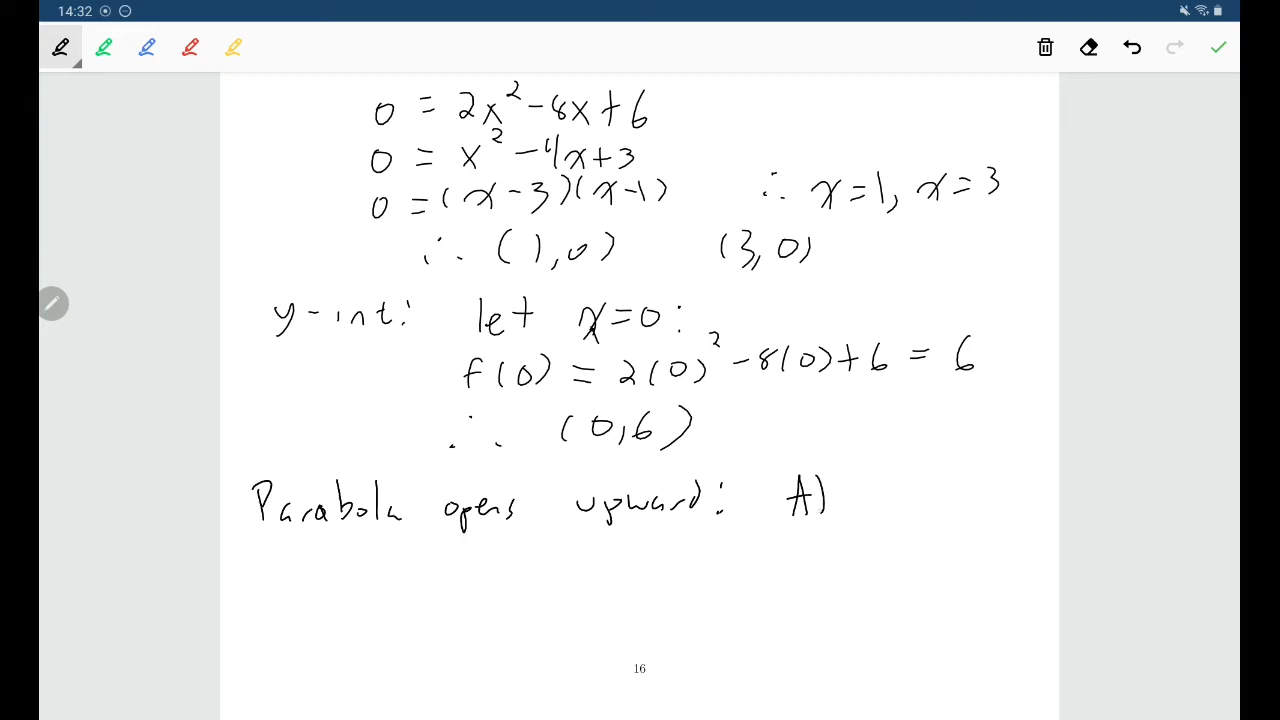 14:32
0 = 2x² - 8x + 6
0 = x² - 4x + 3
0 = (x - 3)(x - 1) ∴ x = 1, x = 3
∴ (1,0) (3,0)
y-int: let x = 0:
f(0) = 2(0)² - 8(0) + 6 = 6
∴ (0,6)
Parabola opens upward: A)
16